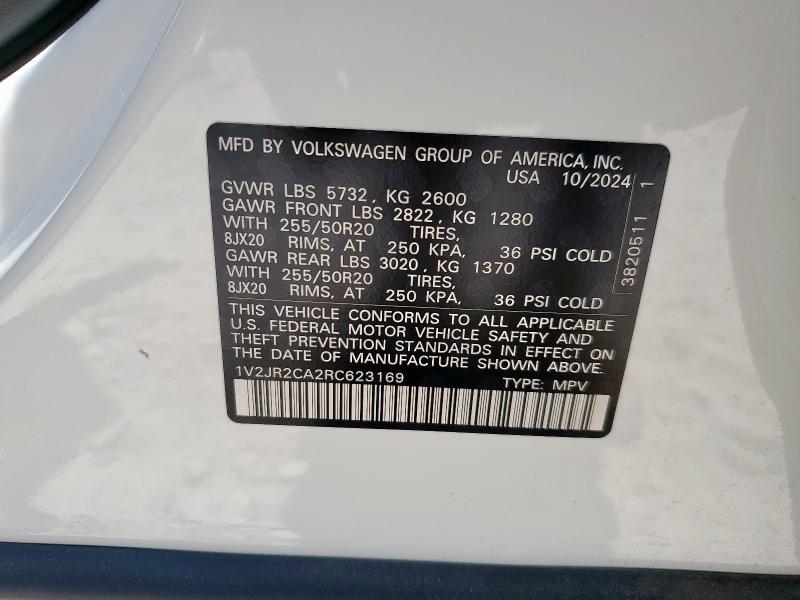 MFD BY VOLKSWAGEN GROUP OF AMERICA, INC.
USA 10/2024
GVWR LBS 5732 , KG 2600
GAWR FRONT LBS 2822 , KG 1280
WITH 255/50R20 TIRES,
8JX20 RIMS, AT 250 KPA, 36 PSI COLD
GAWR REAR LBS 3020 , KG 1370
WITH 255/50R20 TIRES,
8JX20 RIMS, AT 250 KPA, 36 PSI COLD
THIS VEHICLE CONFORMS TO ALL APPLICABLE
U.S. FEDERAL MOTOR VEHICLE SAFETY AND
THEFT PREVENTION STANDARDS IN EFFECT ON
THE DATE OF MANUFACTURE SHOWN ABOVE.
1V2JR2CA2RC623169 TYPE: MPV
3820511 1